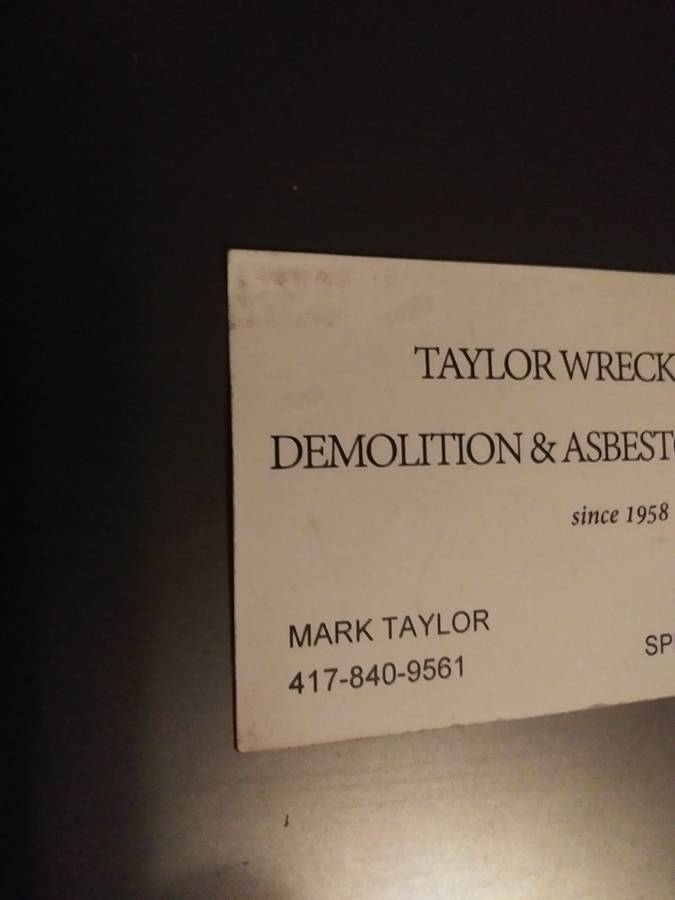 TAYLOR WRECK
DEMOLITION & ASBEST
since 1958
MARK TAYLOR
417-840-9561
SP